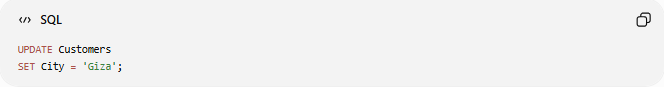 </> SQL
UPDATE Customers
SET City = 'Giza';